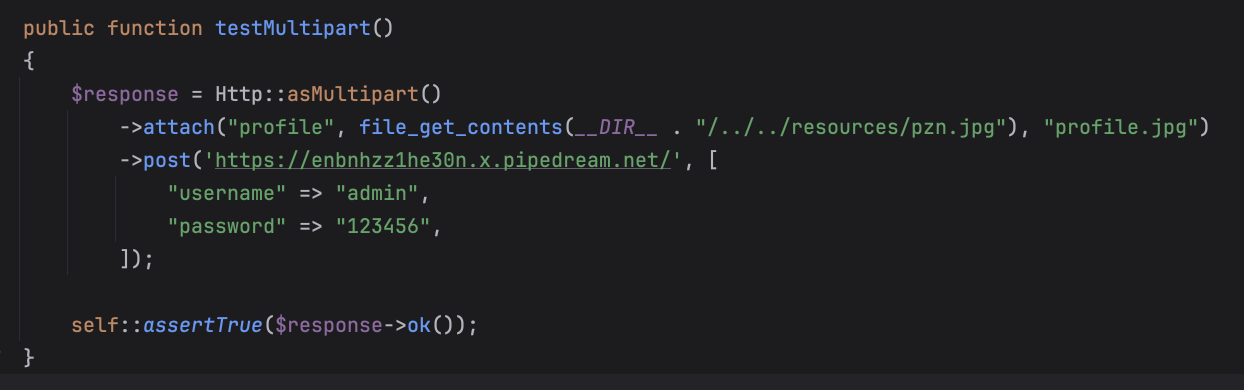 public function testMultipart()
{
    $response = Http::asMultipart()
        ->attach("profile", file_get_contents(__DIR__ . "/../../resources/pzn.jpg"), "profile.jpg")
        ->post('https://enbnhzz1he30n.x.pipedream.net/', [
            "username" => "admin",
            "password" => "123456",
        ]);

    self::assertTrue($response->ok());
}